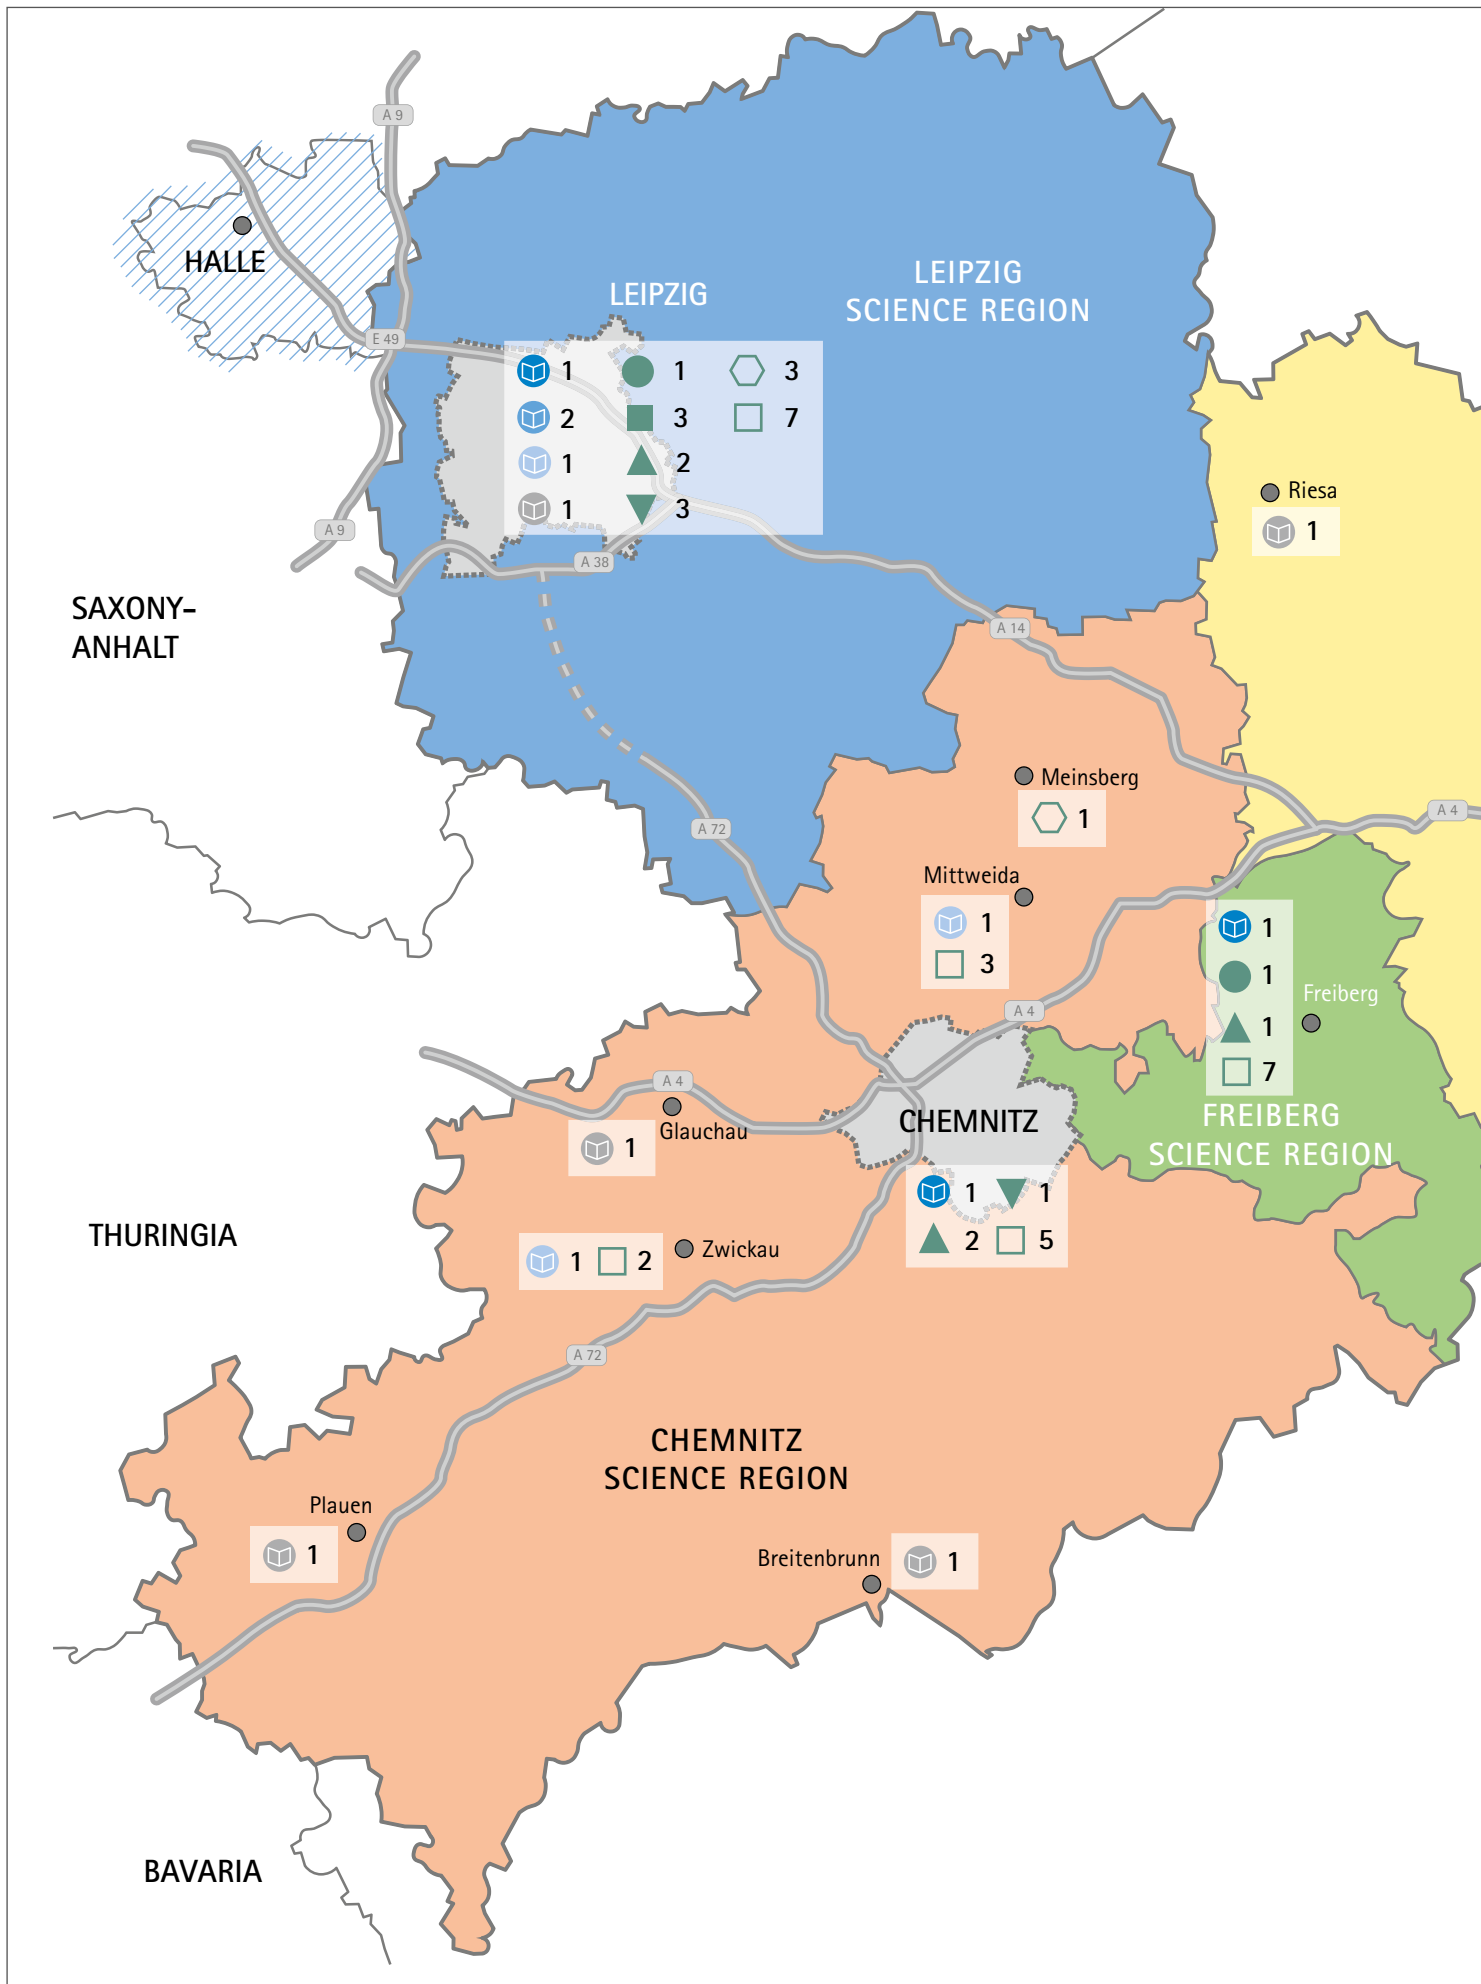 A 9
HALLE
LEIPZIG
LEIPZIG
SCIENCE REGION
E 49
1
1
3
2
3
7
1
2
1
3
Riesa
1
A 9
A 38
SAXONY-
ANHALT
A 14
Meinsberg
1
A 4
A 72
Mittweida
1
3
1
1
1
7
Freiberg
A 4
A 4
Glauchau
1
CHEMNITZ
FREIBERG
SCIENCE REGION
1
1
2
5
THURINGIA
Zwickau
1
2
A 72
CHEMNITZ
SCIENCE REGION
Plauen
1
Breitenbrunn
1
BAVARIA